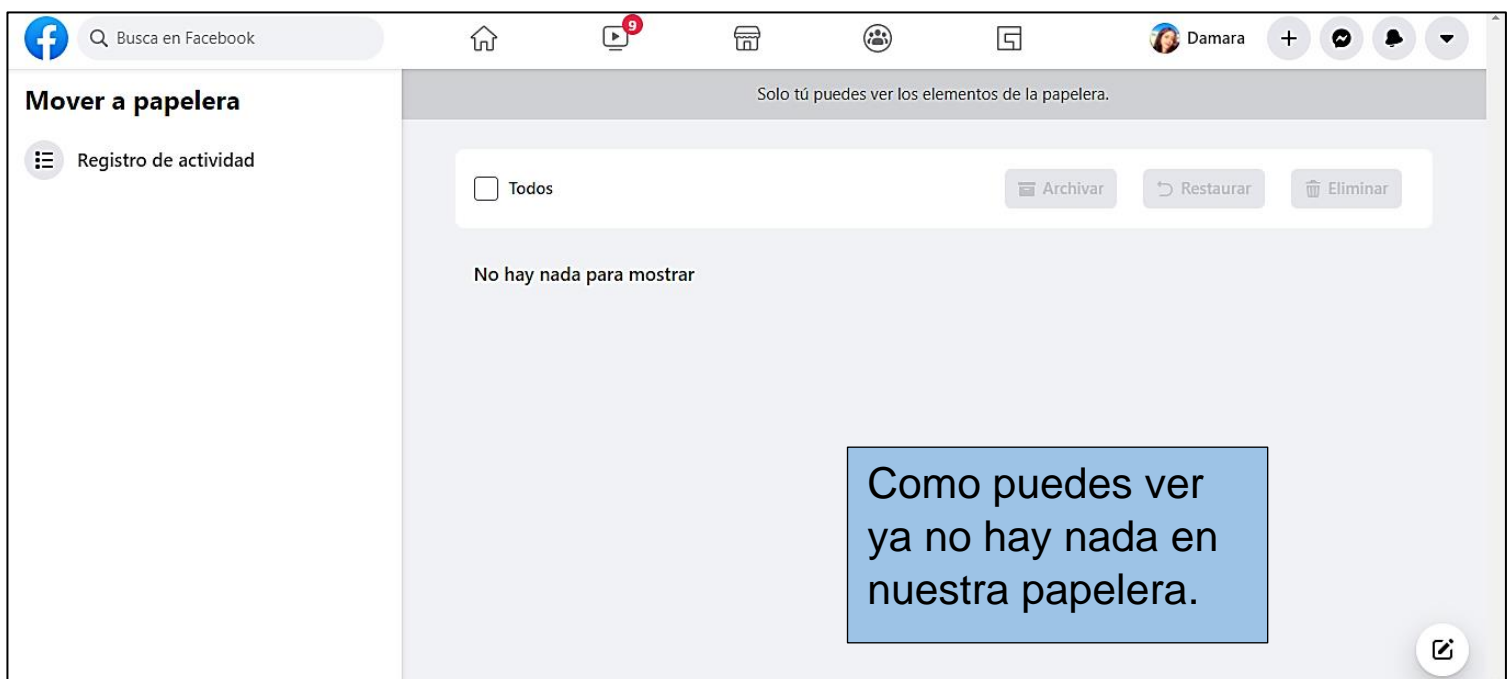 Busca en Facebook
9
Damara
Mover a papelera
Solo tú puedes ver los elementos de la papelera.
Registro de actividad
Todos
Archivar
Restaurar
Eliminar
No hay nada para mostrar
Como puedes ver
ya no hay nada en
nuestra papelera.